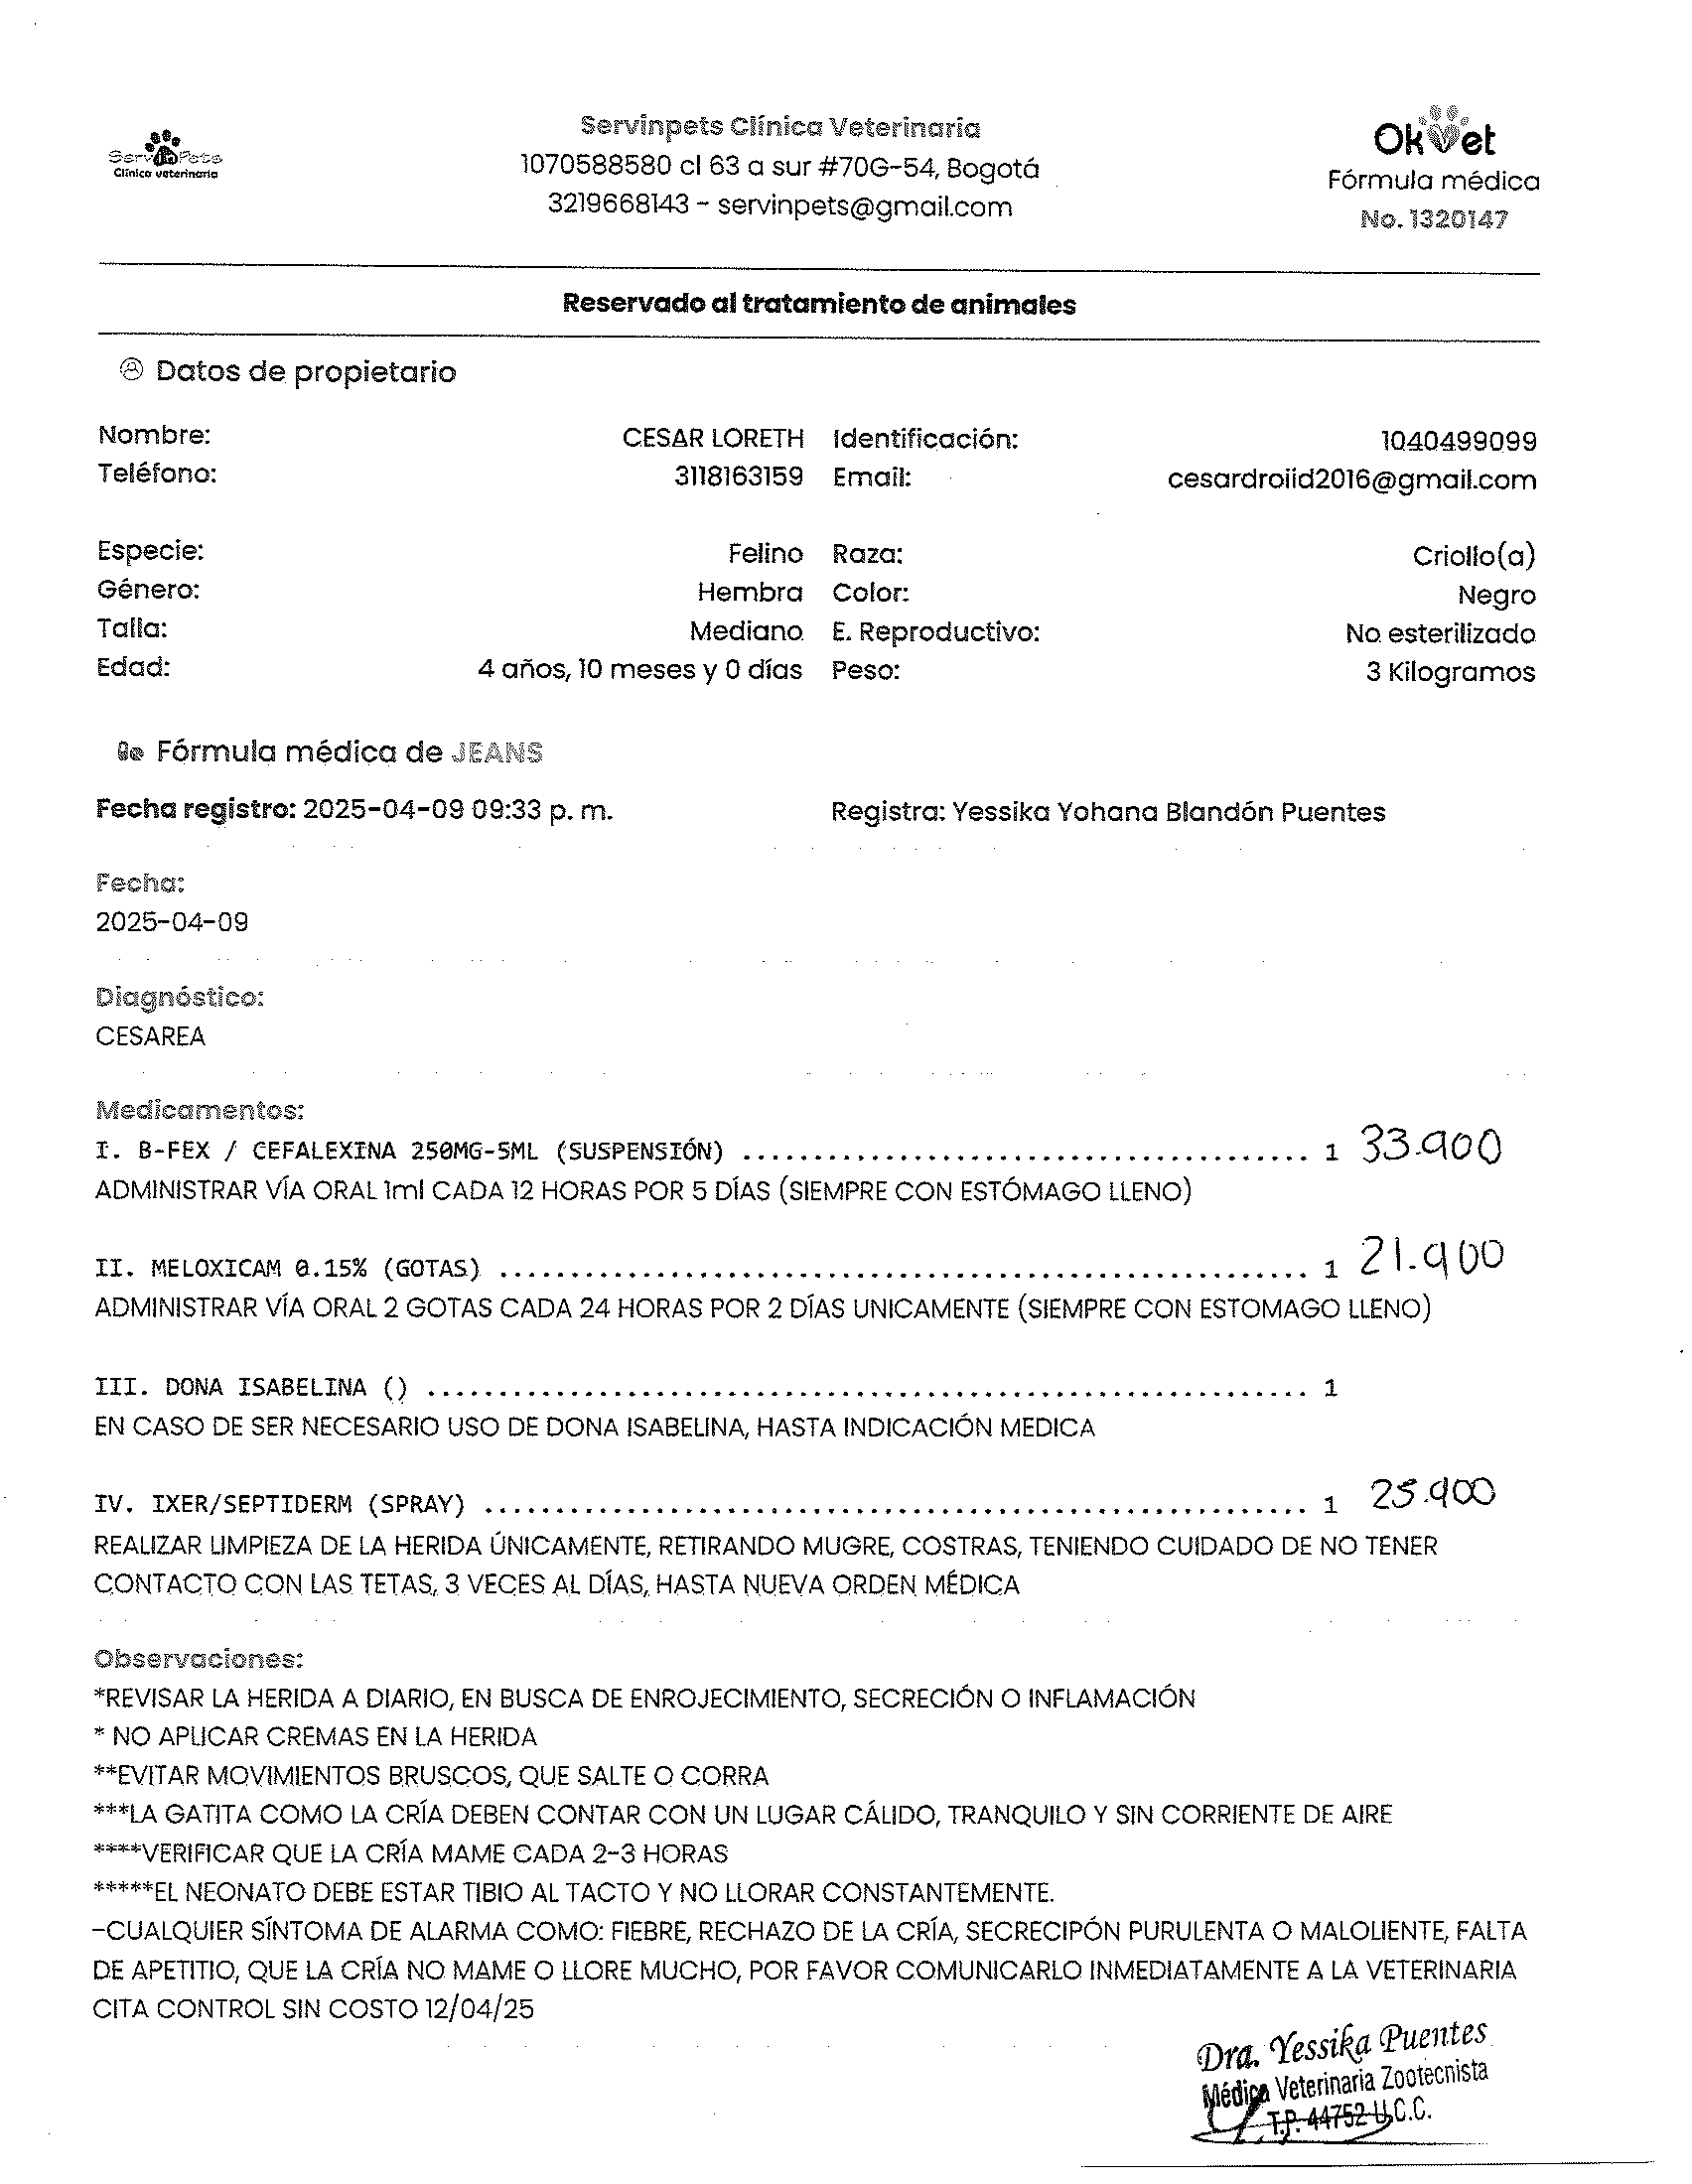 ServinPets
Clínica veterinaria
Servinpets Clínica Veterinaria
1070588580 cl 63 a sur #70G-54, Bogotá
3219668143 - servinpets@gmail.com
OkVet
Fórmula médica
No. 1320147
Reservado al tratamiento de animales
Datos de propietario
Nombre: CESAR LORETH Identificación: 1040499099
Teléfono: 3118163159 Email: cesardroiid2016@gmail.com
Especie: Felino Raza: Criollo(a)
Género: Hembra Color: Negro
Talla: Mediano E. Reproductivo: No esterilizado
Edad: 4 años, 10 meses y 0 días Peso: 3 Kilogramos
Fórmula médica de JEANS
Fecha registro: 2025-04-09 09:33 p. m. Registra: Yessika Yohana Blandón Puentes
Fecha:
2025-04-09
Diagnóstico:
CESAREA
Medicamentos:
I. B-FEX / CEFALEXINA 250MG-5ML (SUSPENSIÓN) ........................................ 1 33.900
ADMINISTRAR VÍA ORAL 1ml CADA 12 HORAS POR 5 DÍAS (SIEMPRE CON ESTÓMAGO LLENO)
II. MELOXICAM 0.15% (GOTAS) ......................................................... 1 21.900
ADMINISTRAR VÍA ORAL 2 GOTAS CADA 24 HORAS POR 2 DÍAS UNICAMENTE (SIEMPRE CON ESTOMAGO LLENO)
III. DONA ISABELINA () .............................................................. 1
EN CASO DE SER NECESARIO USO DE DONA ISABELINA, HASTA INDICACIÓN MEDICA
IV. IXER/SEPTIDERM (SPRAY) .......................................................... 1 25.900
REALIZAR LIMPIEZA DE LA HERIDA ÚNICAMENTE, RETIRANDO MUGRE, COSTRAS, TENIENDO CUIDADO DE NO TENER
CONTACTO CON LAS TETAS, 3 VECES AL DÍAS, HASTA NUEVA ORDEN MÉDICA
Observaciones:
*REVISAR LA HERIDA A DIARIO, EN BUSCA DE ENROJECIMIENTO, SECRECIÓN O INFLAMACIÓN
* NO APLICAR CREMAS EN LA HERIDA
**EVITAR MOVIMIENTOS BRUSCOS, QUE SALTE O CORRA
***LA GATITA COMO LA CRÍA DEBEN CONTAR CON UN LUGAR CÁLIDO, TRANQUILO Y SIN CORRIENTE DE AIRE
****VERIFICAR QUE LA CRÍA MAME CADA 2-3 HORAS
*****EL NEONATO DEBE ESTAR TIBIO AL TACTO Y NO LLORAR CONSTANTEMENTE.
-CUALQUIER SÍNTOMA DE ALARMA COMO: FIEBRE, RECHAZO DE LA CRÍA, SECRECIPÓN PURULENTA O MALOLIENTE, FALTA
DE APETITIO, QUE LA CRÍA NO MAME O LLORE MUCHO, POR FAVOR COMUNICARLO INMEDIATAMENTE A LA VETERINARIA
CITA CONTROL SIN COSTO 12/04/25
Dra. Yessika Puentes
Médica Veterinaria Zootecnista
T.P. 44752 U.C.C.